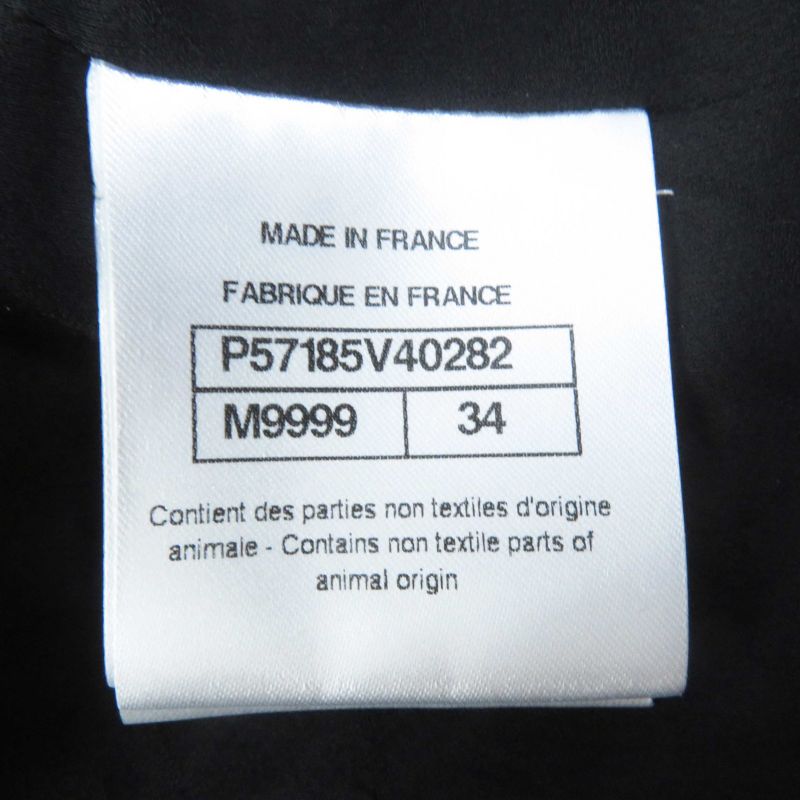 MADE IN FRANCE
FABRIQUE EN FRANCE
P57185V40282
M9999 34
Contient des parties non textiles d'origine
animale - Contains non textile parts of
animal origin